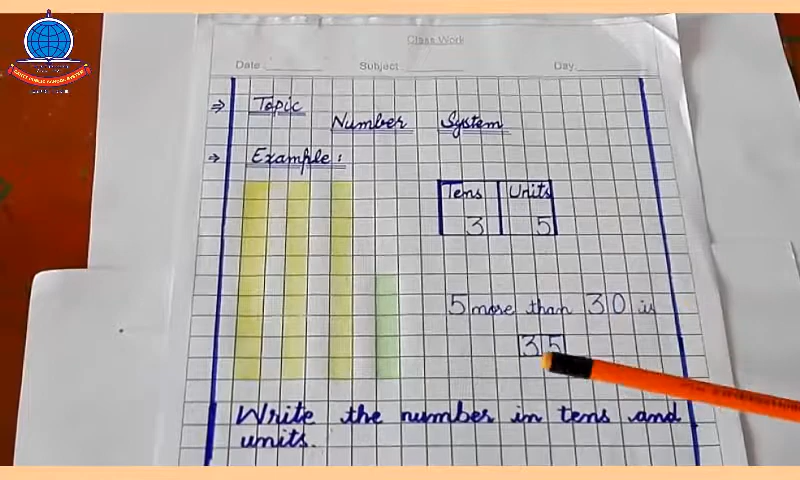 Class Work
Date
Subject
Day
⇒ Topic
Number System
→ Example:
Tens Units
3 5
5 more than 30 is
35
Write the number in tens and
units.